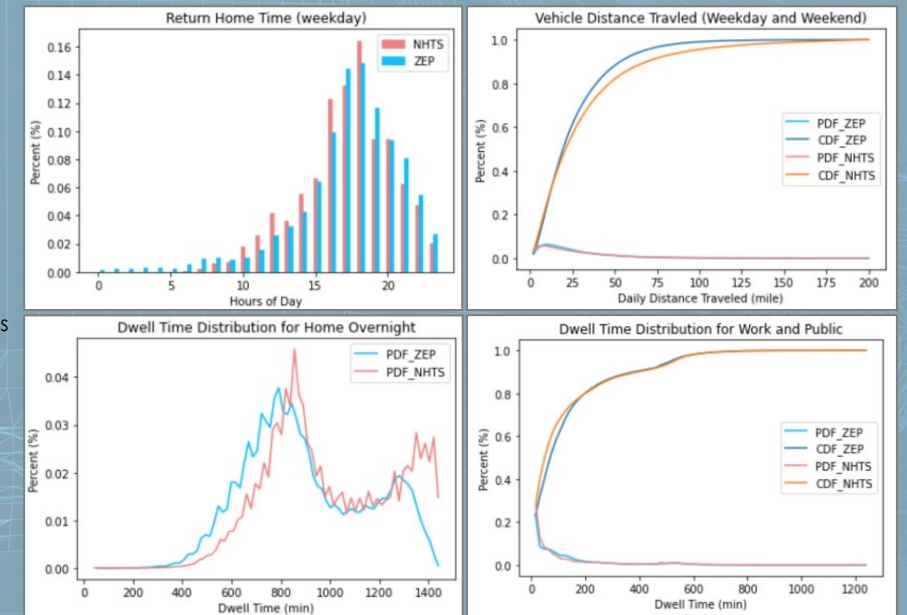 Return Home Time (weekday)
NHTS
ZEP
Percent (%)
0.16
0.14
0.12
0.10
0.08
0.06
0.04
0.02
0.00
0 5 10 15 20
Hours of Day
Vehicle Distance Travled (Weekday and Weekend)
PDF_ZEP
CDF_ZEP
PDF_NHTS
CDF_NHTS
Percent (%)
1.0
0.8
0.6
0.4
0.2
0.0
0 25 50 75 100 125 150 175 200
Daily Distance Traveled (mile)
s
Dwell Time Distribution for Home Overnight
PDF_ZEP
PDF_NHTS
Percent (%)
0.04
0.03
0.02
0.01
0.00
0 200 400 600 800 1000 1200 1400
Dwell Time (min)
Dwell Time Distribution for Work and Public
PDF_ZEP
CDF_ZEP
PDF_NHTS
CDF_NHTS
Percent (%)
1.0
0.8
0.6
0.4
0.2
0.0
0 200 400 600 800 1000 1200
Dwell Time (min)